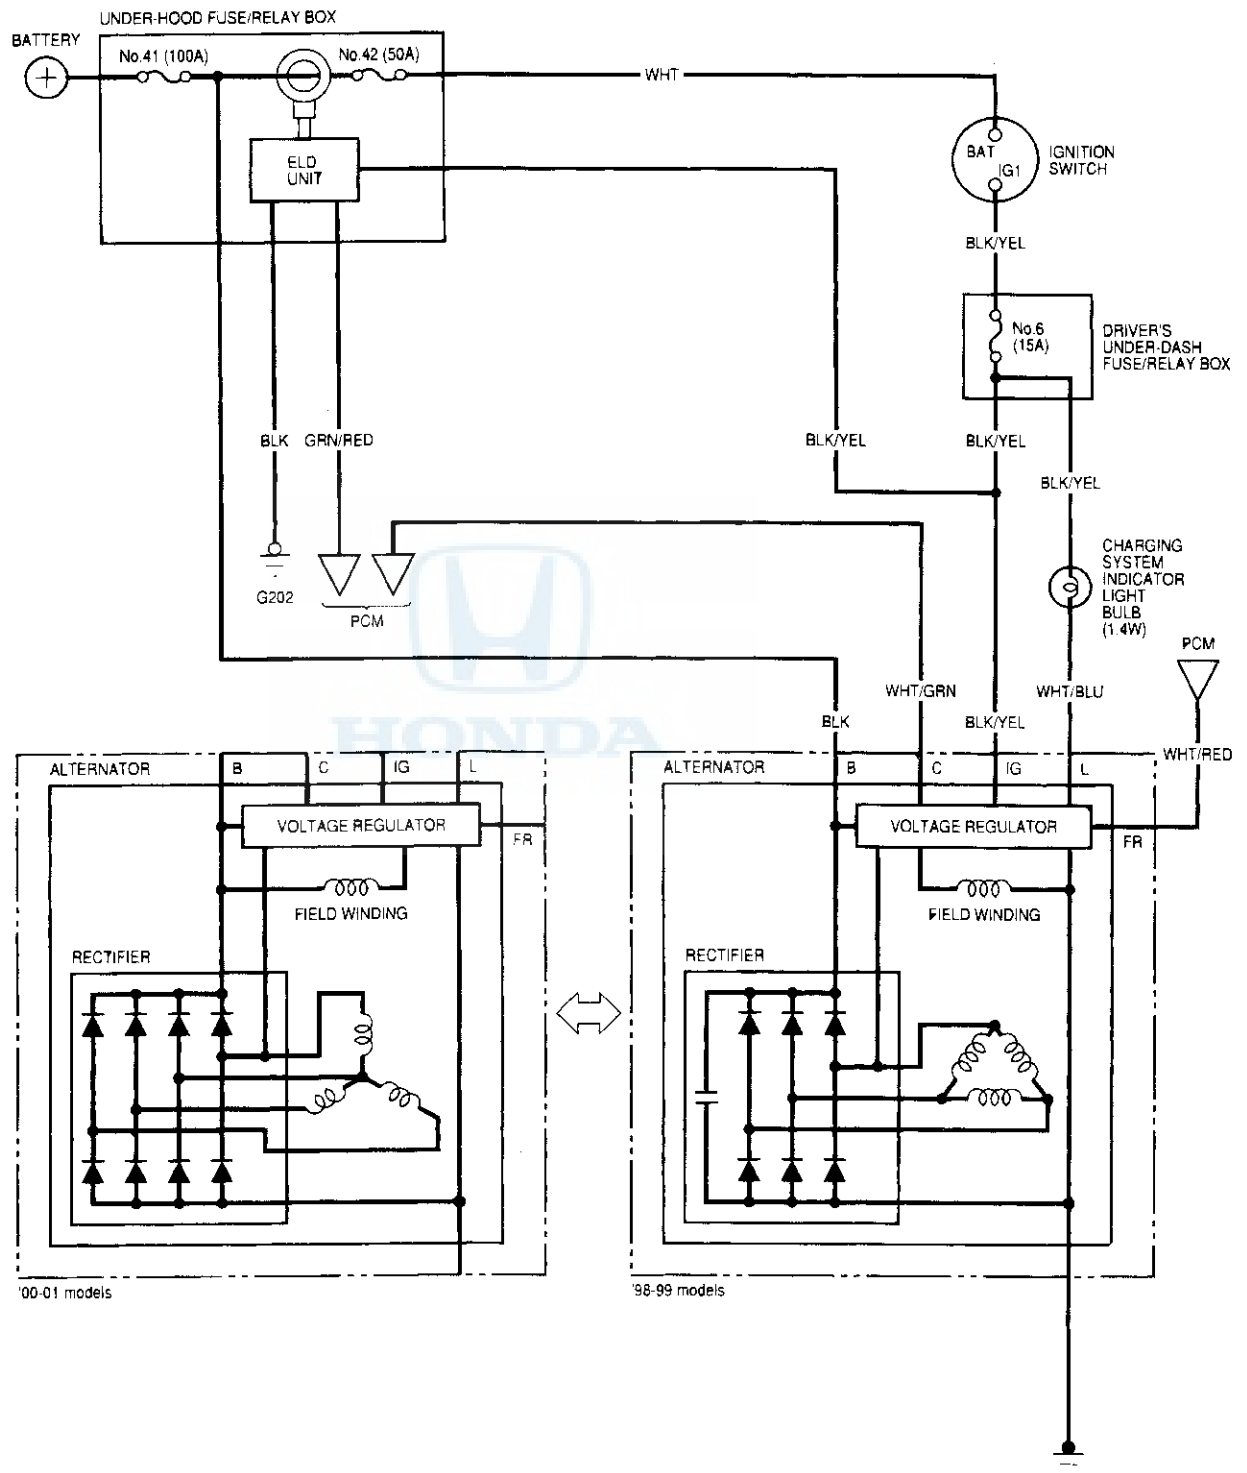 UNDER-HOOD FUSE/RELAY BOX
BATTERY
No.41 (100A)
No.42 (50A)
WHT
ELD
UNIT
BAT
IG1
IGNITION
SWITCH
BLK/YEL
No.6
(15A)
DRIVER'S
UNDER-DASH
FUSE/RELAY BOX
BLK
GRN/RED
BLK/YEL
BLK/YEL
BLK/YEL
CHARGING
SYSTEM
INDICATOR
LIGHT
BULB
(1.4W)
G202
PCM
PCM
WHT/GRN
WHT/BLU
BLK
BLK/YEL
HONDA
WHT/RED
ALTERNATOR
B
C
IG
L
VOLTAGE REGULATOR
FR
FIELD WINDING
RECTIFIER
'00-01 models
ALTERNATOR
B
C
IG
L
VOLTAGE REGULATOR
FR
FIELD WINDING
RECTIFIER
'98-99 models